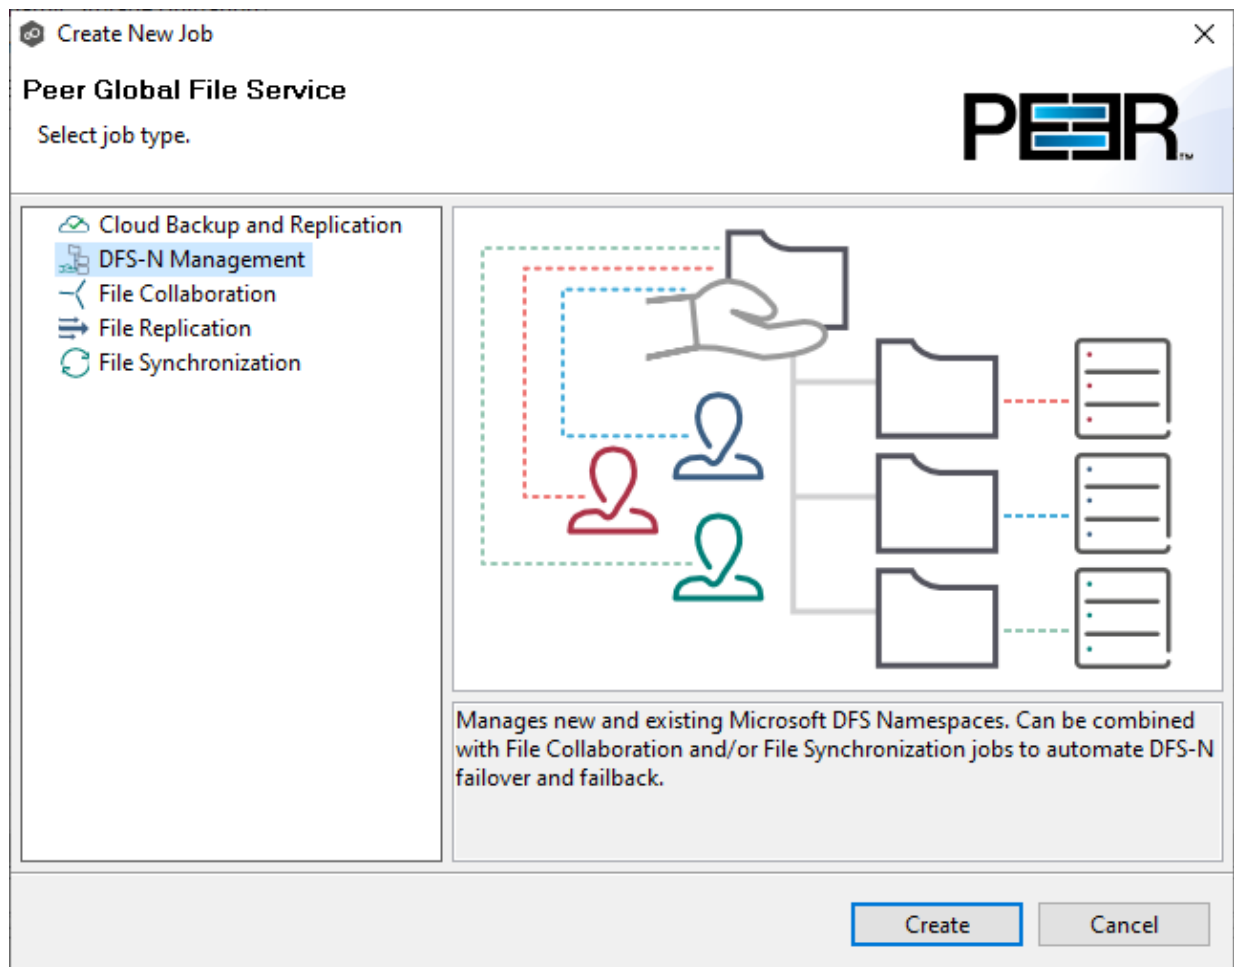 Create New Job
Peer Global File Service
Select job type.
PEER™
Cloud Backup and Replication
DFS-N Management
File Collaboration
File Replication
File Synchronization
Manages new and existing Microsoft DFS Namespaces. Can be combined
with File Collaboration and/or File Synchronization jobs to automate DFS-N
failover and failback.
Create
Cancel